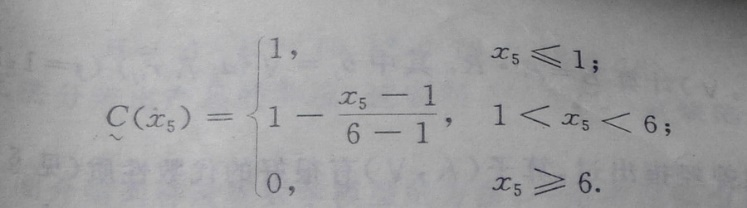 1, x₅ ≤ 1;
C̰(x₅) = { 1 − (x₅ − 1)/(6 − 1), 1 < x₅ < 6;
0, x₅ ≥ 6.